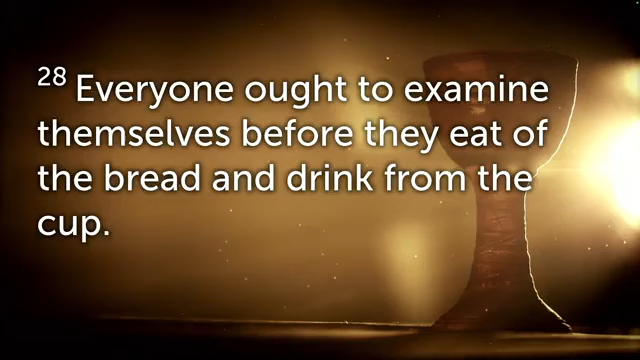 28 Everyone ought to examine
themselves before they eat of
the bread and drink from the
cup.